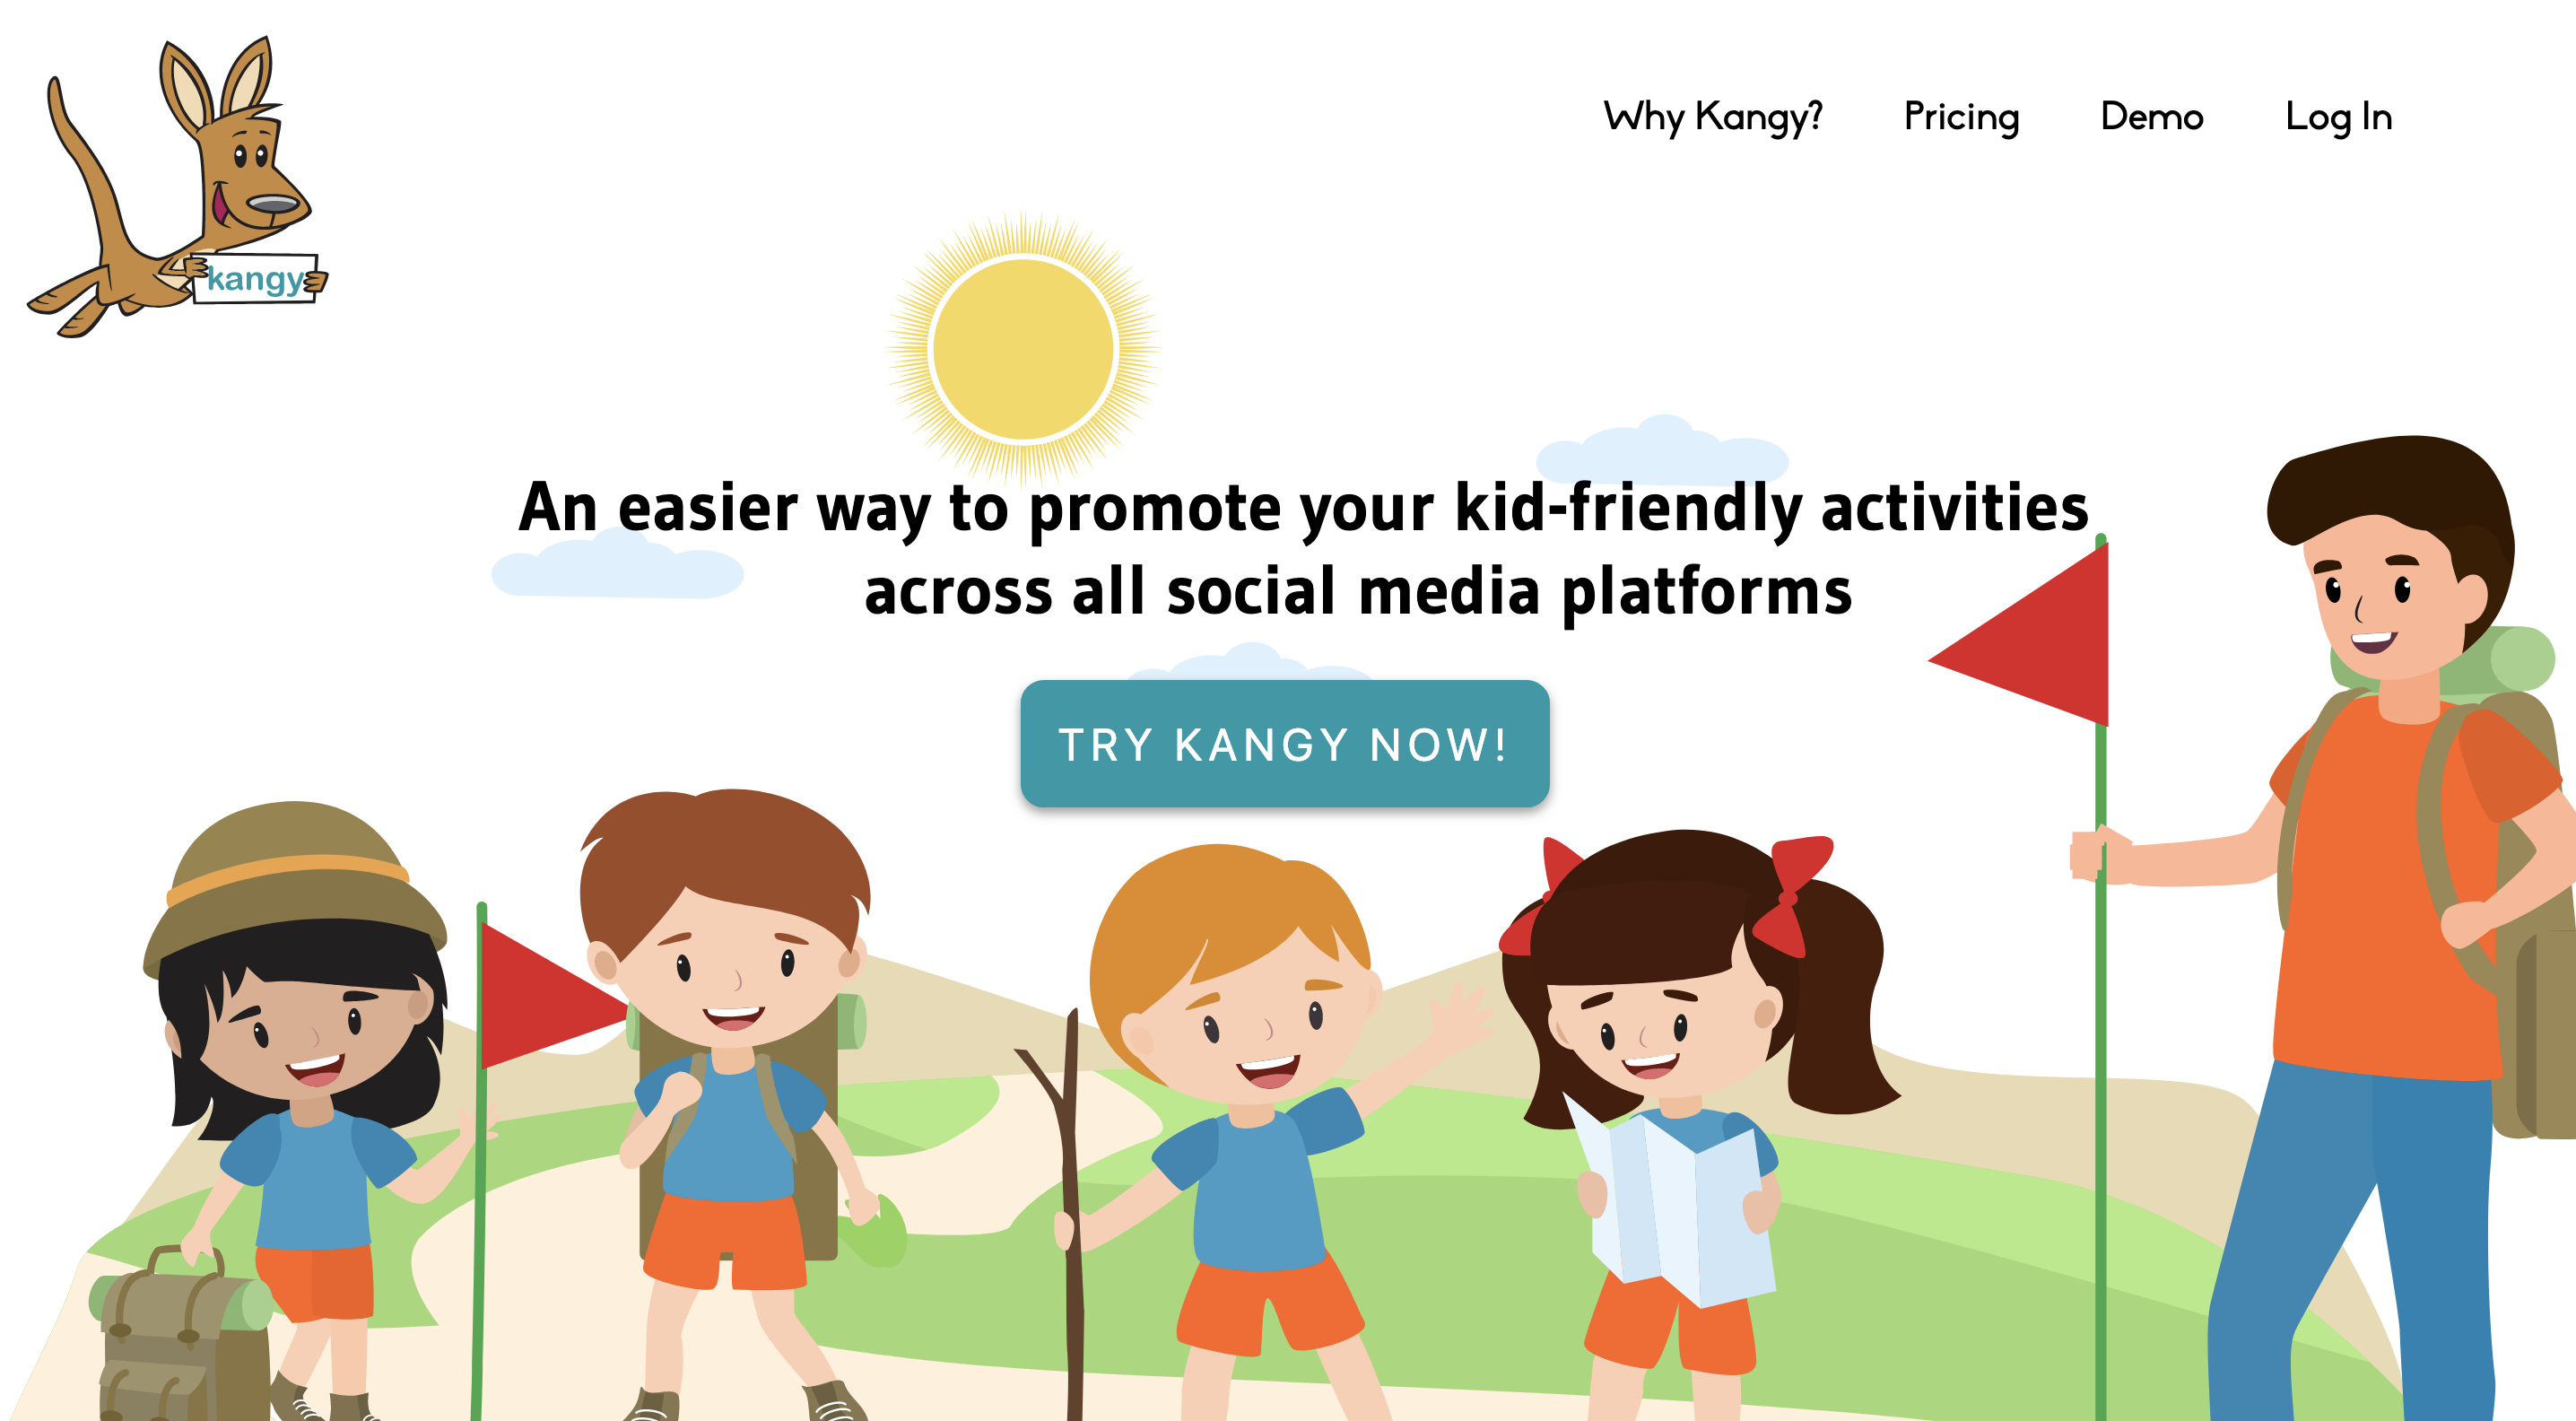 kangy
Why Kangy? Pricing Demo Log In
An easier way to promote your kid-friendly activities
across all social media platforms
TRY KANGY NOW!